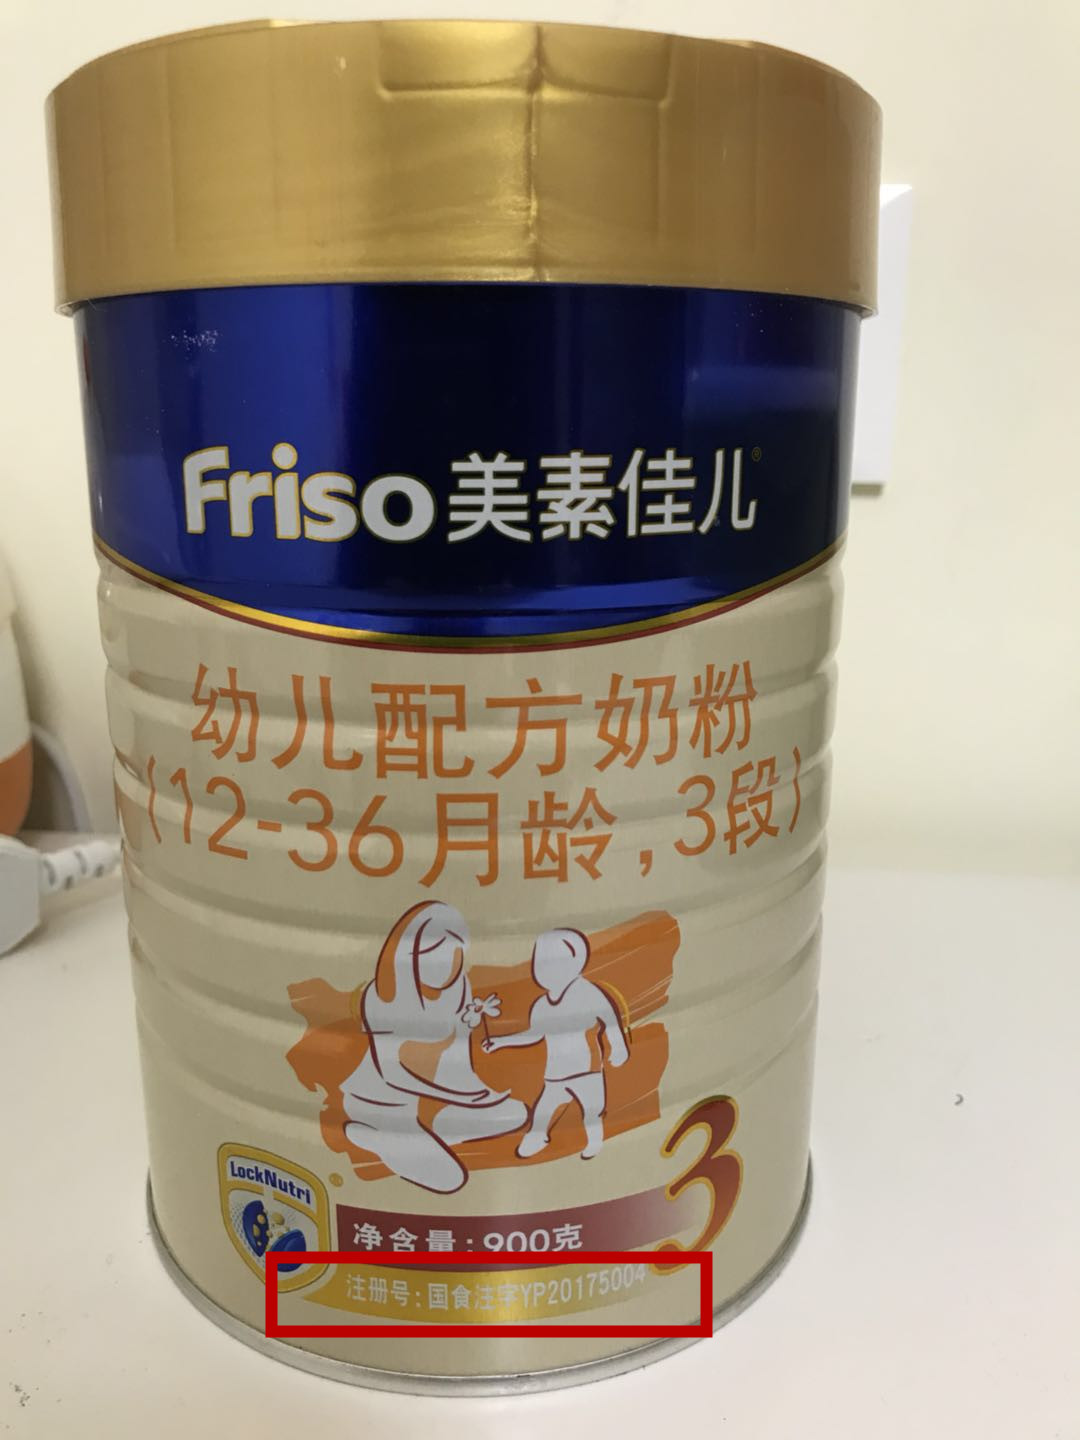 Friso美素佳儿®
幼儿配方奶粉
(12-36月龄,3段)
LockNutri®
3
净含量:900克
注册号:国食注字YP20175004